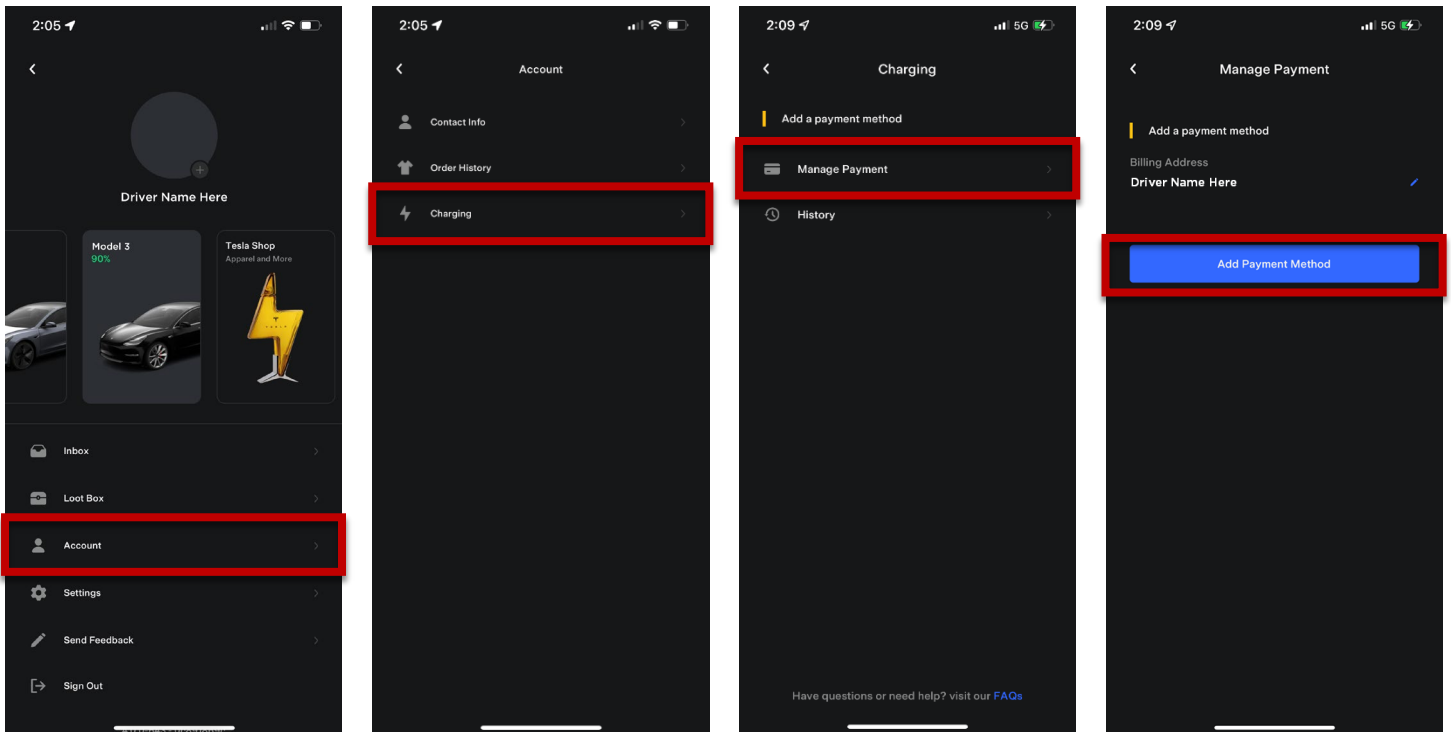 2:05
Driver Name Here
Model 3
90%
Tesla Shop
Apparel and More
TESLA
Inbox
Loot Box
Account
Settings
Send Feedback
Sign Out
2:05
Account
Contact Info
Order History
Charging
2:09
5G
Charging
Add a payment method
Manage Payment
History
Have questions or need help? visit our FAQs
2:09
5G
Manage Payment
Add a payment method
Billing Address
Driver Name Here
Add Payment Method